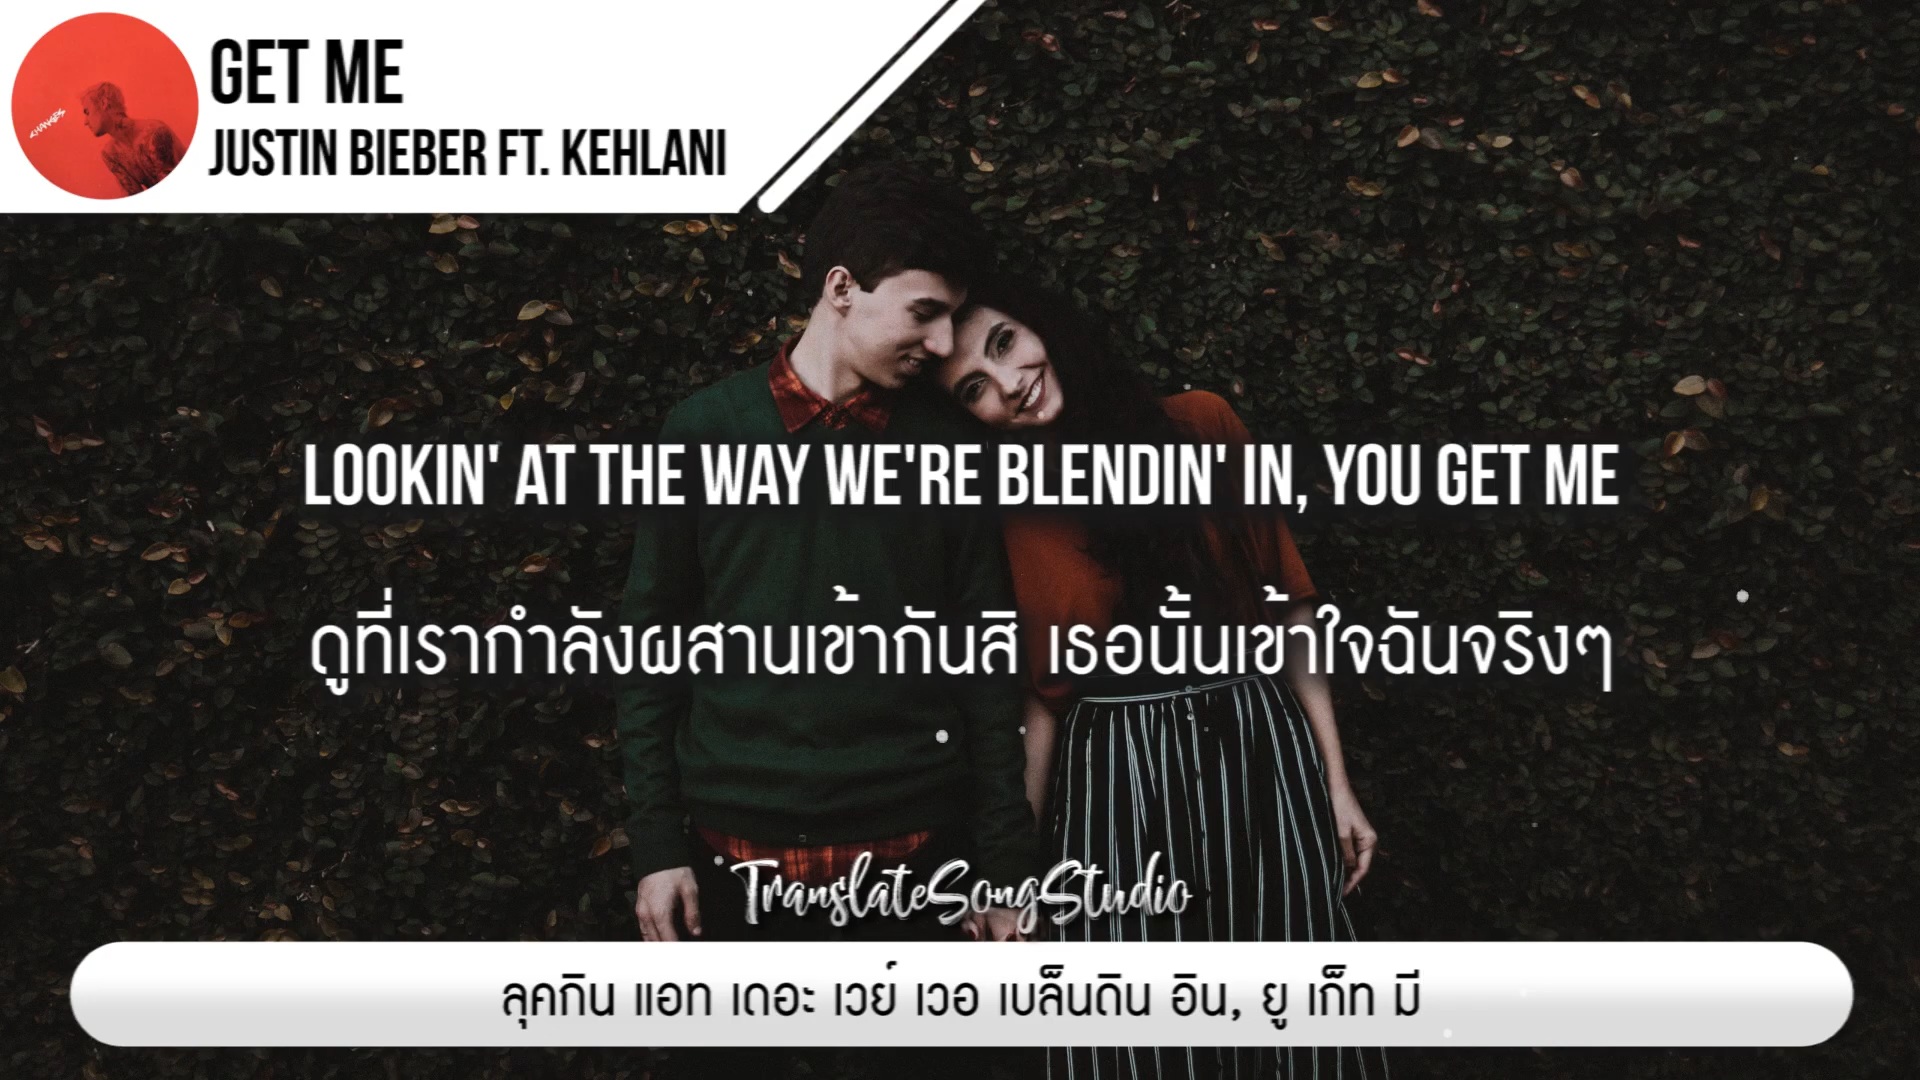 CHANGES
GET ME
JUSTIN BIEBER FT. KEHLANI
LOOKIN' AT THE WAY WE'RE BLENDIN' IN, YOU GET ME
ดูที่เรากำลังผสานเข้ากันสิ เธอนั้นเข้าใจฉันจริงๆ
TranslateSongStudio
ลุคกิน แอท เดอะ เวย์ เวอ เบล็นดิน อิน, ยู เก็ท มี